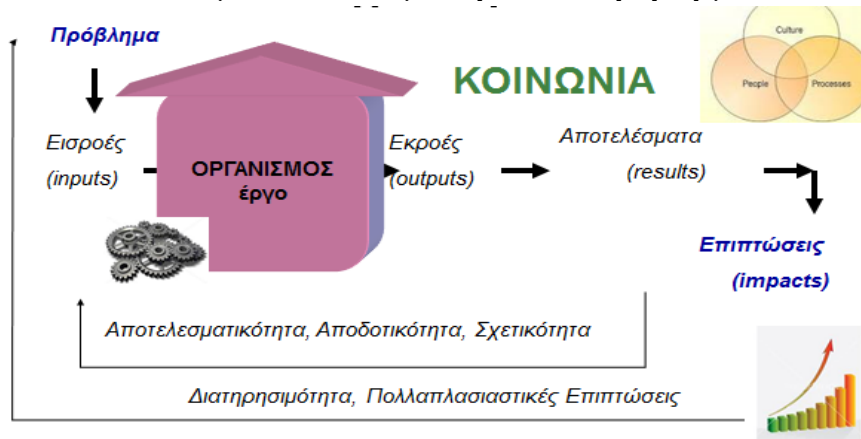 Πρόβλημα
Culture
People
Processes
ΚΟΙΝΩΝΙΑ
Εισροές
(inputs)
ΟΡΓΑΝΙΣΜΟΣ
έργο
Εκροές
(outputs)
Αποτελέσματα
(results)
Επιπτώσεις
(impacts)
Αποτελεσματικότητα, Αποδοτικότητα, Σχετικότητα
Διατηρησιμότητα, Πολλαπλασιαστικές Επιπτώσεις